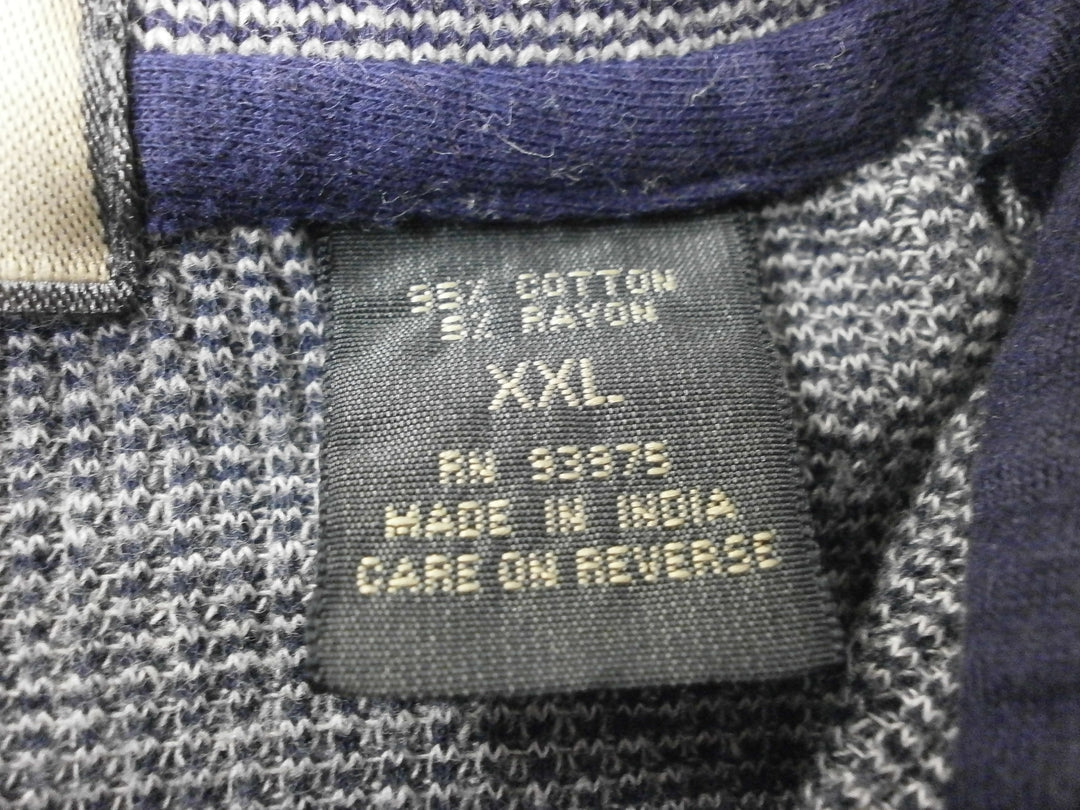 95% COTTON
5% RAYON
XXL
RN 93975
MADE IN INDIA
CARE ON REVERSE